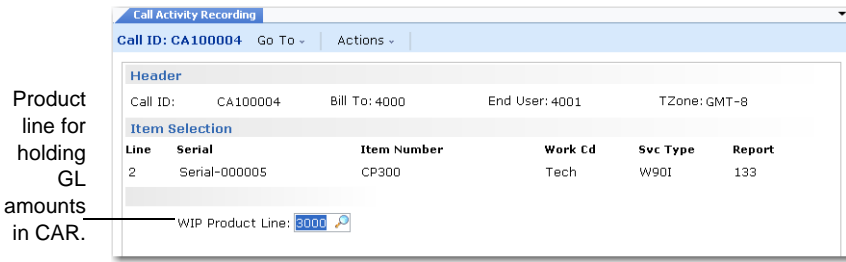 Call Activity Recording
Call ID: CA100004 Go To Actions
Header
Call ID: CA100004 Bill To: 4000 End User: 4001 TZone: GMT-8
Item Selection
Line Serial Item Number Work Cd Svc Type Report
2 Serial-000005 CP300 Tech W90I 133
WIP Product Line: 3000
Product
line for
holding
GL
amounts
in CAR.